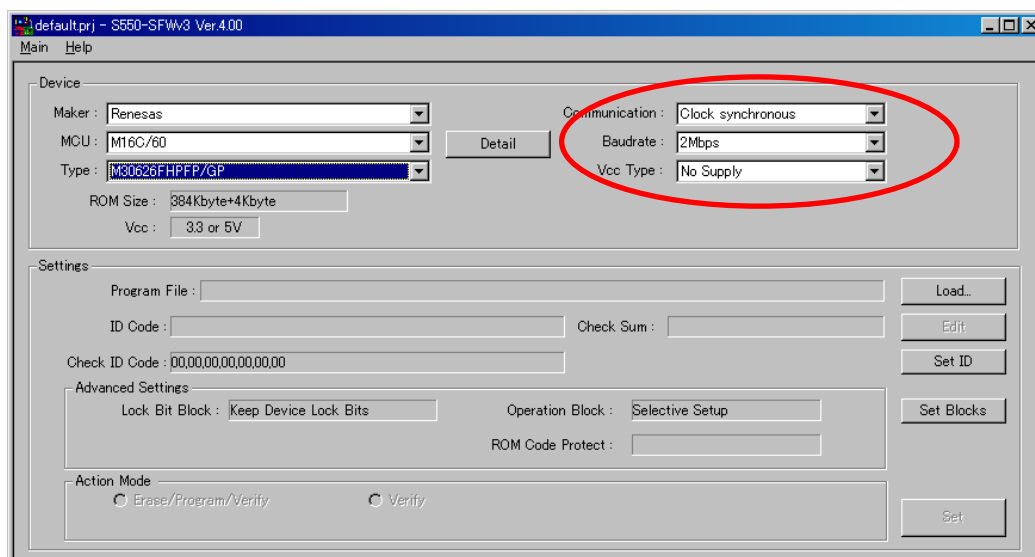 default.prj - S550-SFWv3 Ver.4.00
Main Help
Device
Maker : Renesas Communication : Clock synchronous
MCU : M16C/60 Detail Baudrate : 2Mbps
Type : M30626FHPFP/GP Vcc Type : No Supply
ROM Size : 384Kbyte+4Kbyte
Vcc : 3.3 or 5V
Settings
Program File : Load...
ID Code : Check Sum : Edit
Check ID Code : 00,00,00,00,00,00,00 Set ID
Advanced Settings
Lock Bit Block : Keep Device Lock Bits Operation Block : Selective Setup Set Blocks
ROM Code Protect :
Action Mode
Erase/Program/Verify Verify
Set